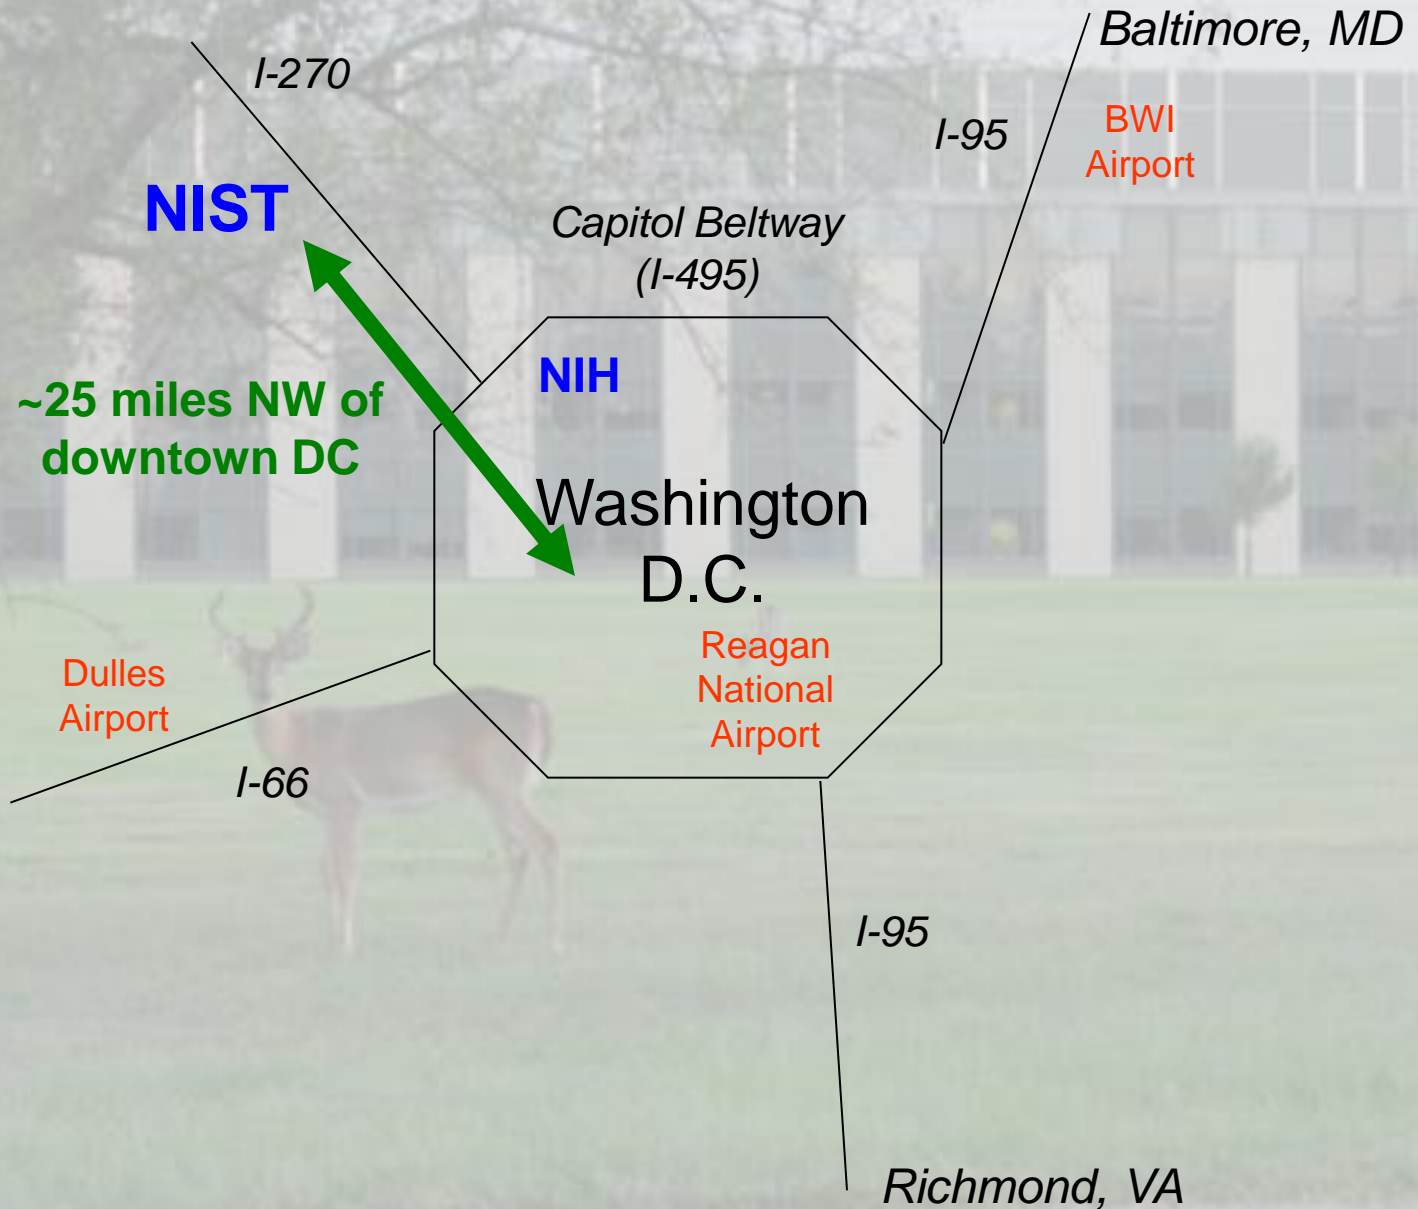 Baltimore, MD
I-270
BWI
Airport
I-95
NIST
Capitol Beltway
(I-495)
NIH
~25 miles NW of
downtown DC
Washington
D.C.
Reagan
National
Airport
Dulles
Airport
I-66
I-95
Richmond, VA